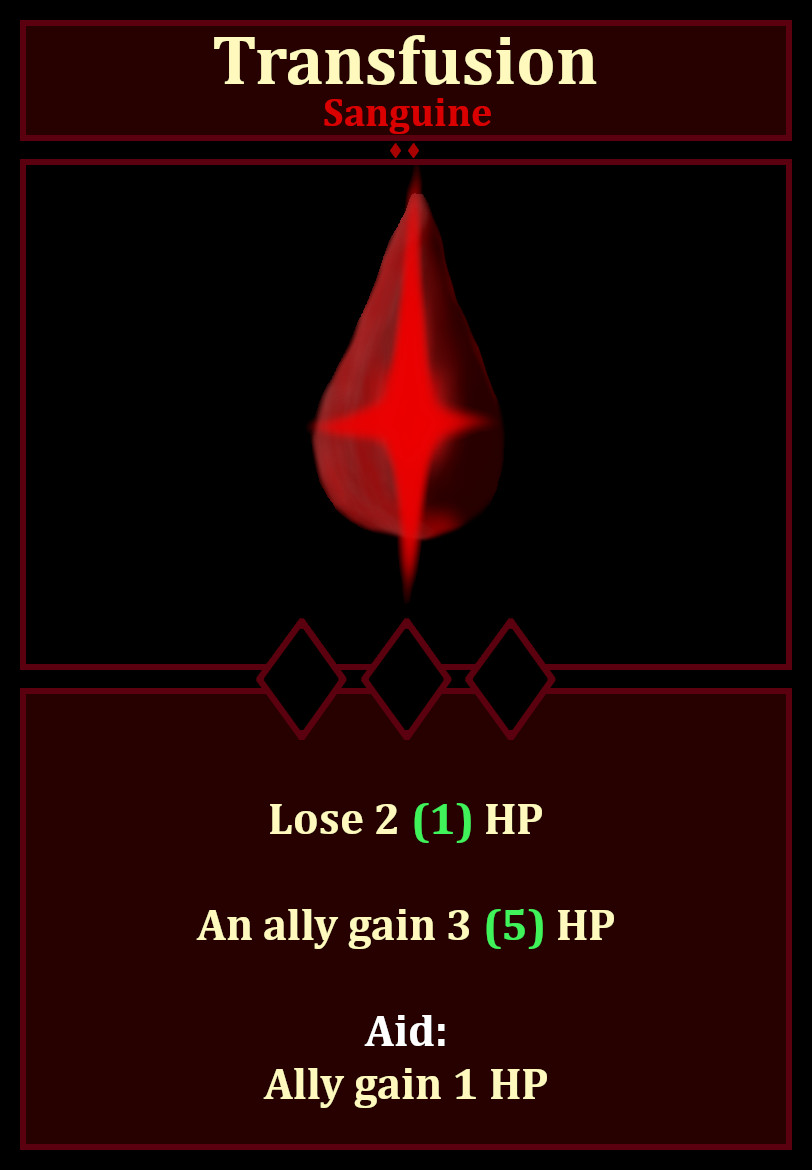 Transfusion
Sanguine
Lose 2 (1) HP
An ally gain 3 (5) HP
Aid:
Ally gain 1 HP